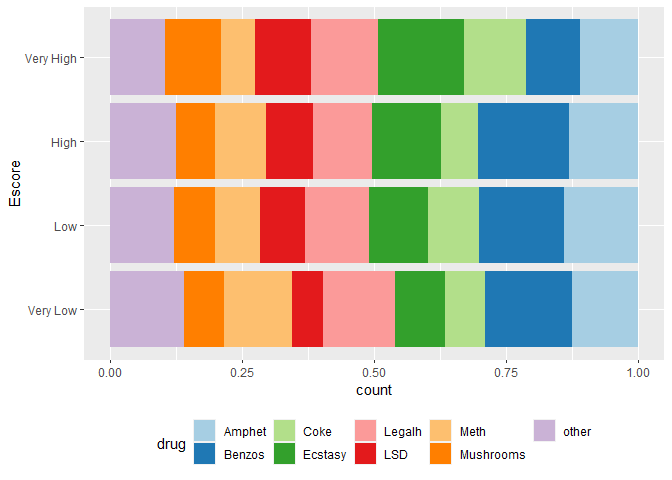 Escore
Very High
High
Low
Very Low
0.00 0.25 0.50 0.75 1.00
count
drug
Amphet Coke Legalh Meth other
Benzos Ecstasy LSD Mushrooms